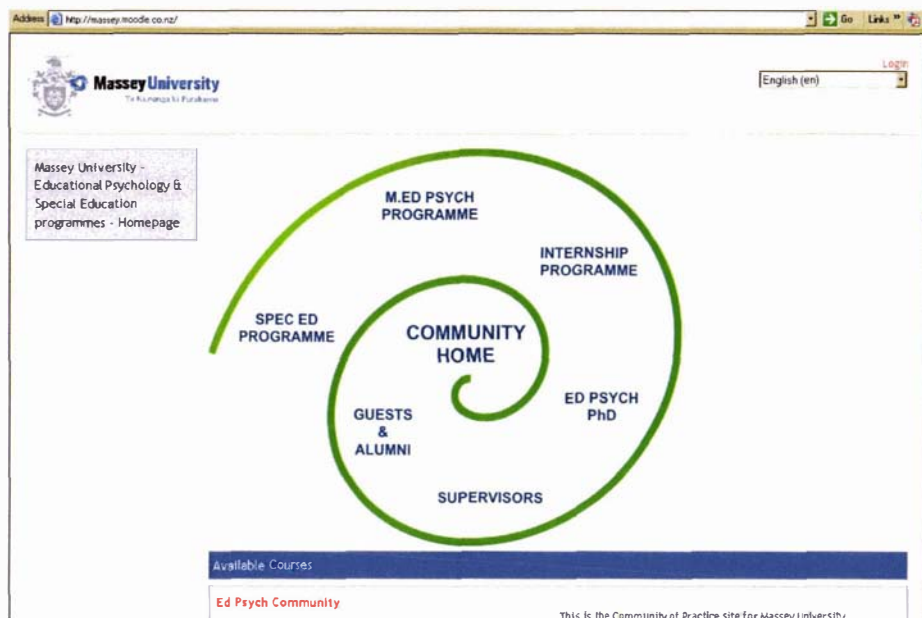 Address http://massey.moodle.co.nz/
Go Links »
Login
English (en)
Massey University
Massey University -
Educational Psychology &
Special Education
programmes - Homepage
M.ED PSYCH
PROGRAMME
INTERNSHIP
PROGRAMME
SPEC ED
PROGRAMME
COMMUNITY
HOME
ED PSYCH
PhD
GUESTS
&
ALUMNI
SUPERVISORS
Available Courses
Ed Psych Community
This is the Community of Practice site for Massey University